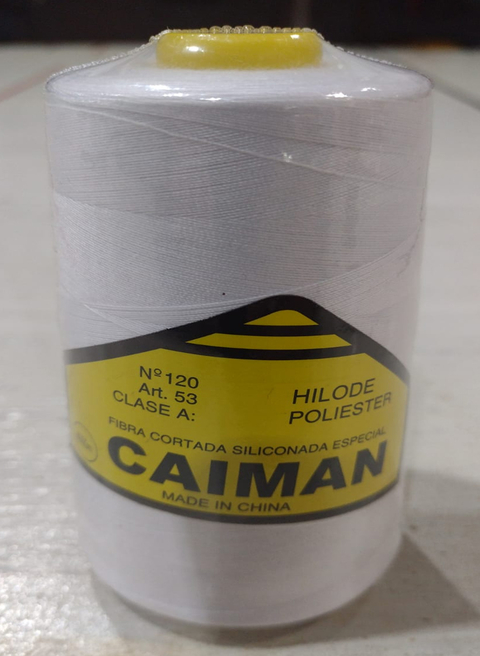 Nº120
Art. 53
CLASE A:
HILODE
POLIESTER
FIBRA CORTADA SILICONADA ESPECIAL
CAIMAN
MADE IN CHINA